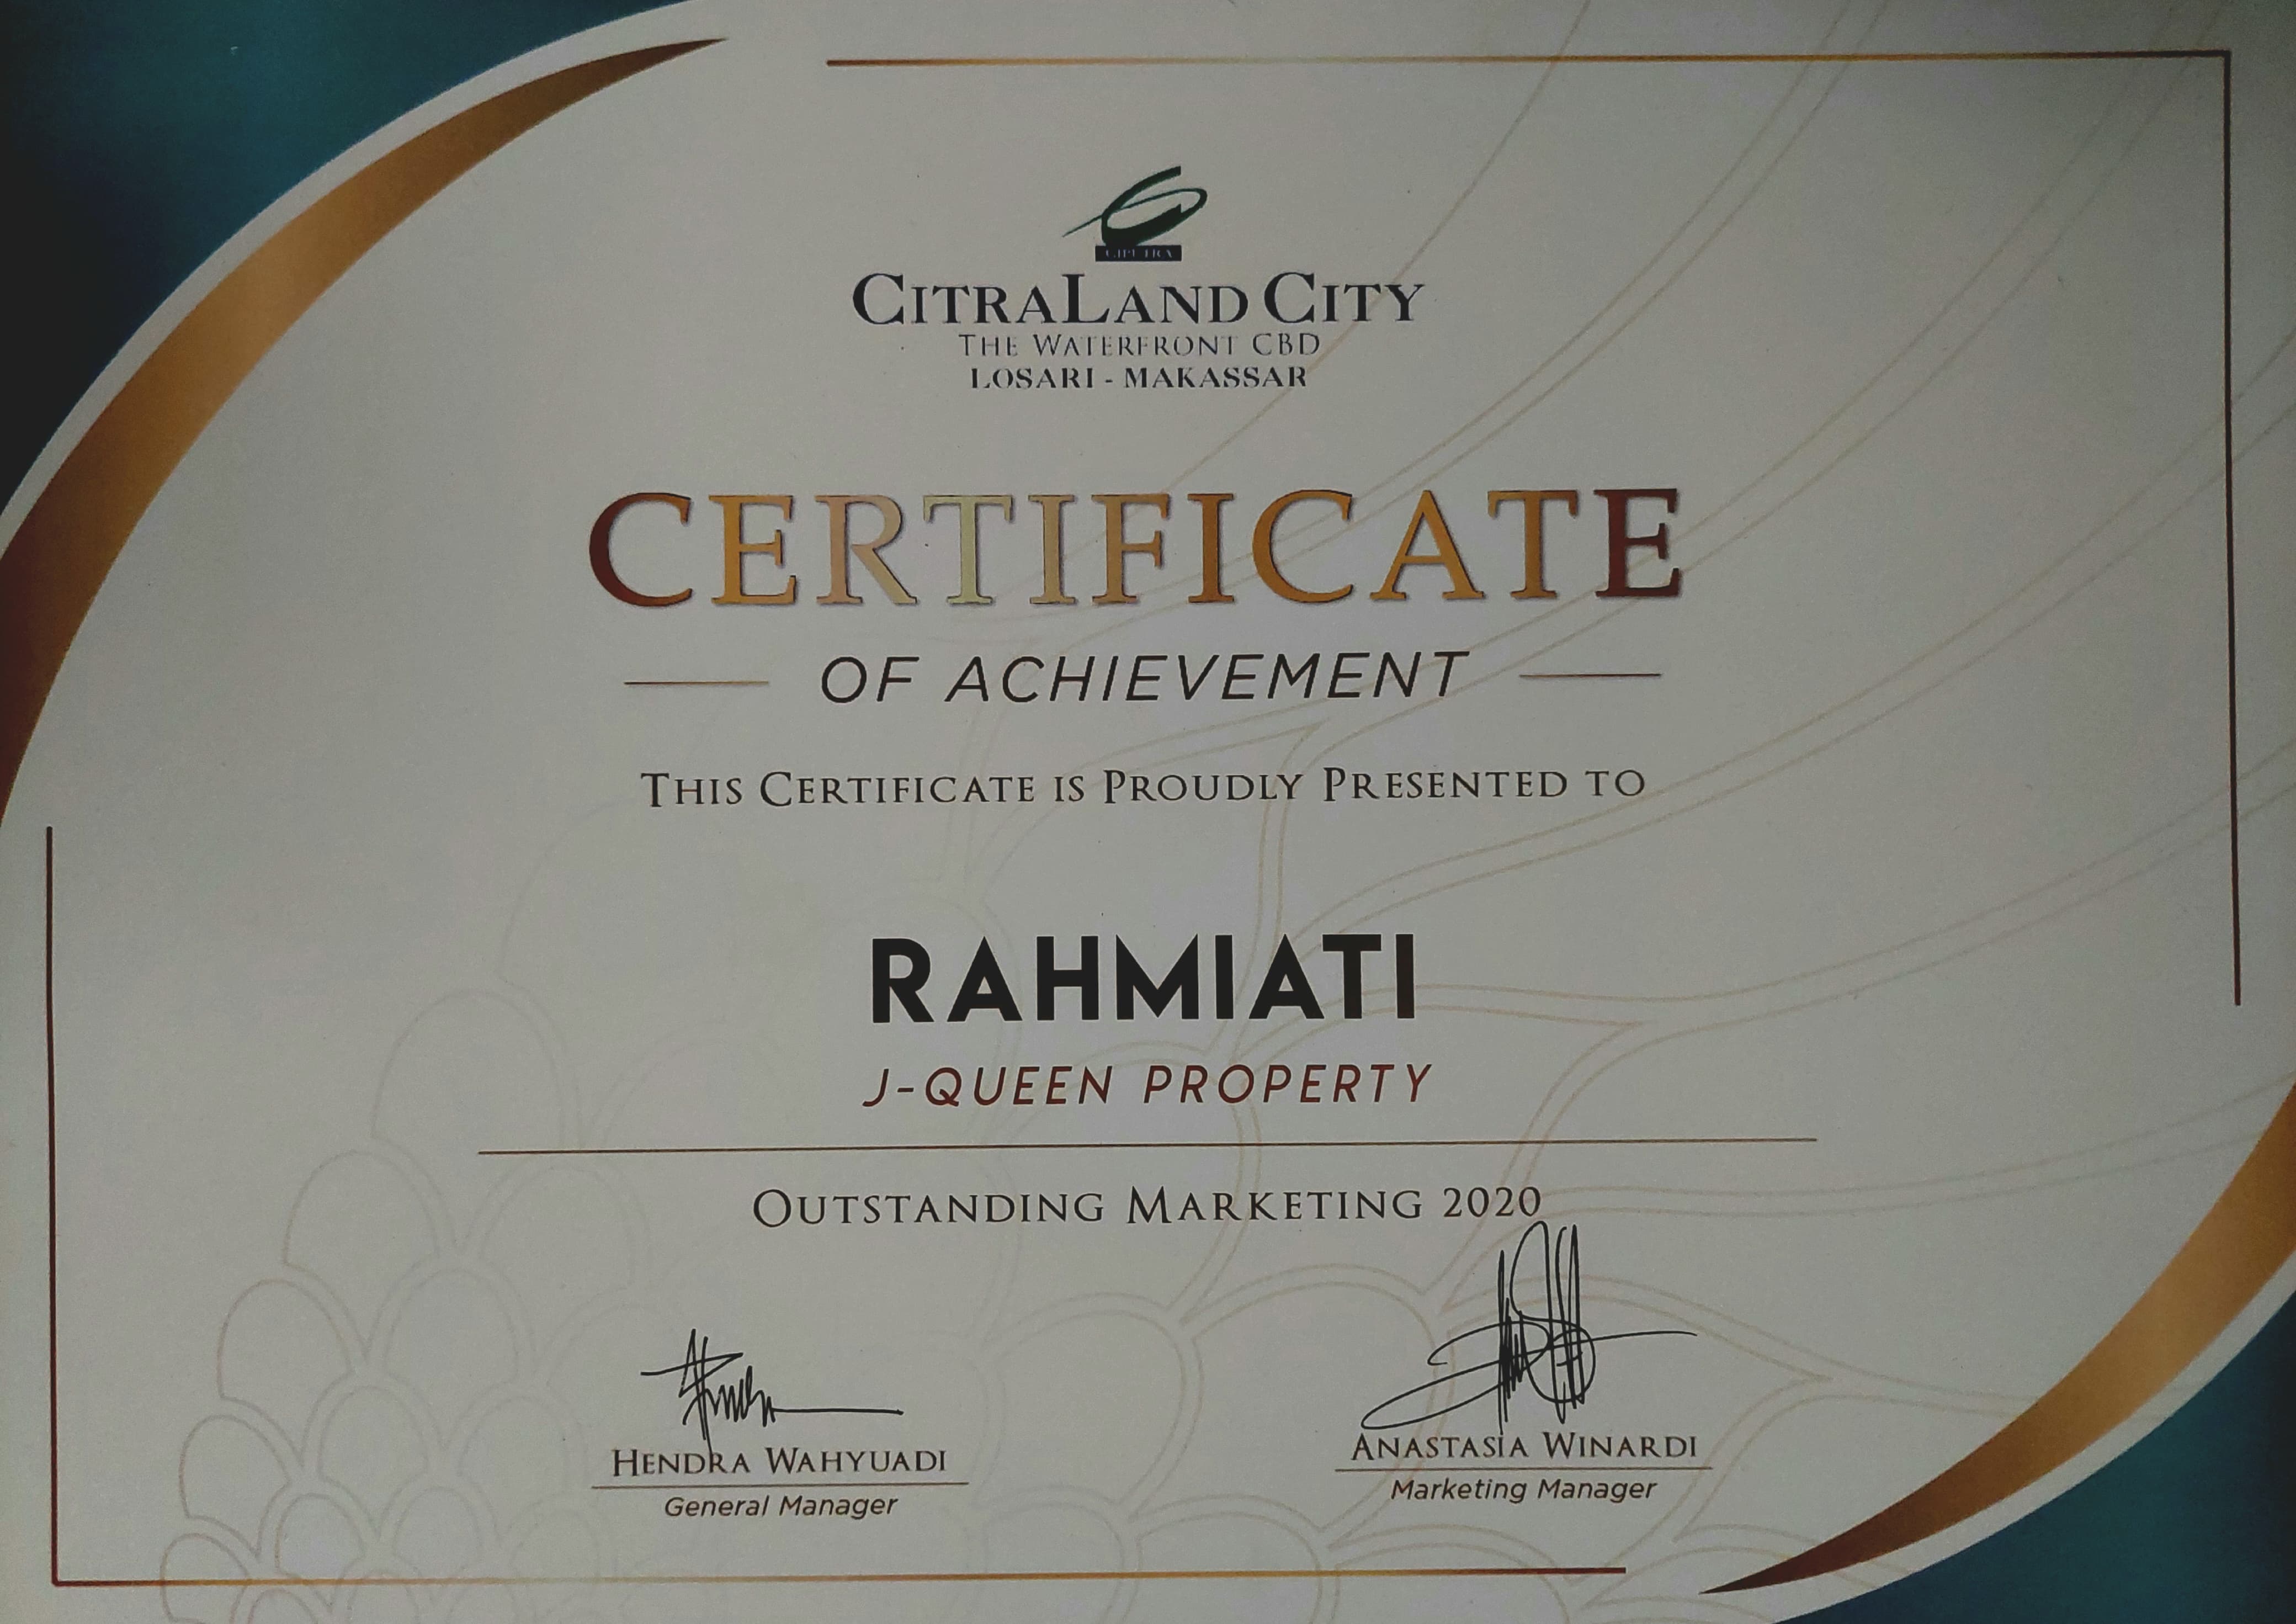 CIPUTRA
CITRALAND CITY
THE WATERFRONT CBD
LOSARI - MAKASSAR
CERTIFICATE
OF ACHIEVEMENT
THIS CERTIFICATE IS PROUDLY PRESENTED TO
RAHMIATI
J-QUEEN PROPERTY
OUTSTANDING MARKETING 2020
HENDRA WAHYUADI
General Manager
ANASTASIA WINARDI
Marketing Manager